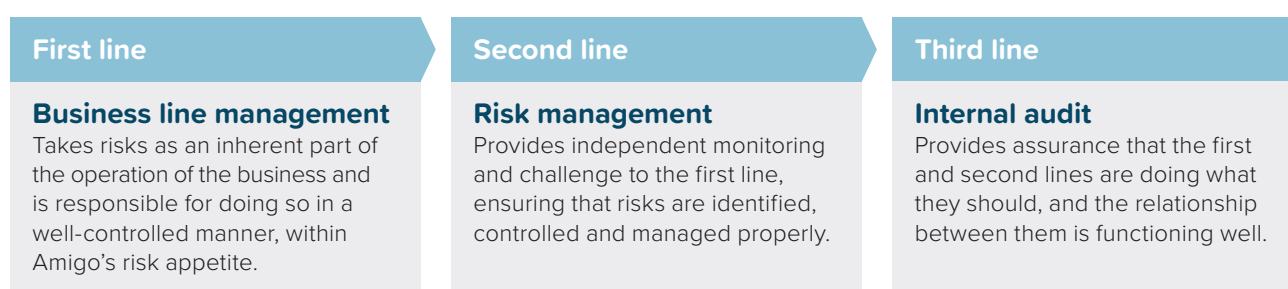 First line
Business line management
Takes risks as an inherent part of
the operation of the business and
is responsible for doing so in a
well-controlled manner, within
Amigo’s risk appetite.
Second line
Risk management
Provides independent monitoring
and challenge to the first line,
ensuring that risks are identified,
controlled and managed properly.
Third line
Internal audit
Provides assurance that the first
and second lines are doing what
they should, and the relationship
between them is functioning well.